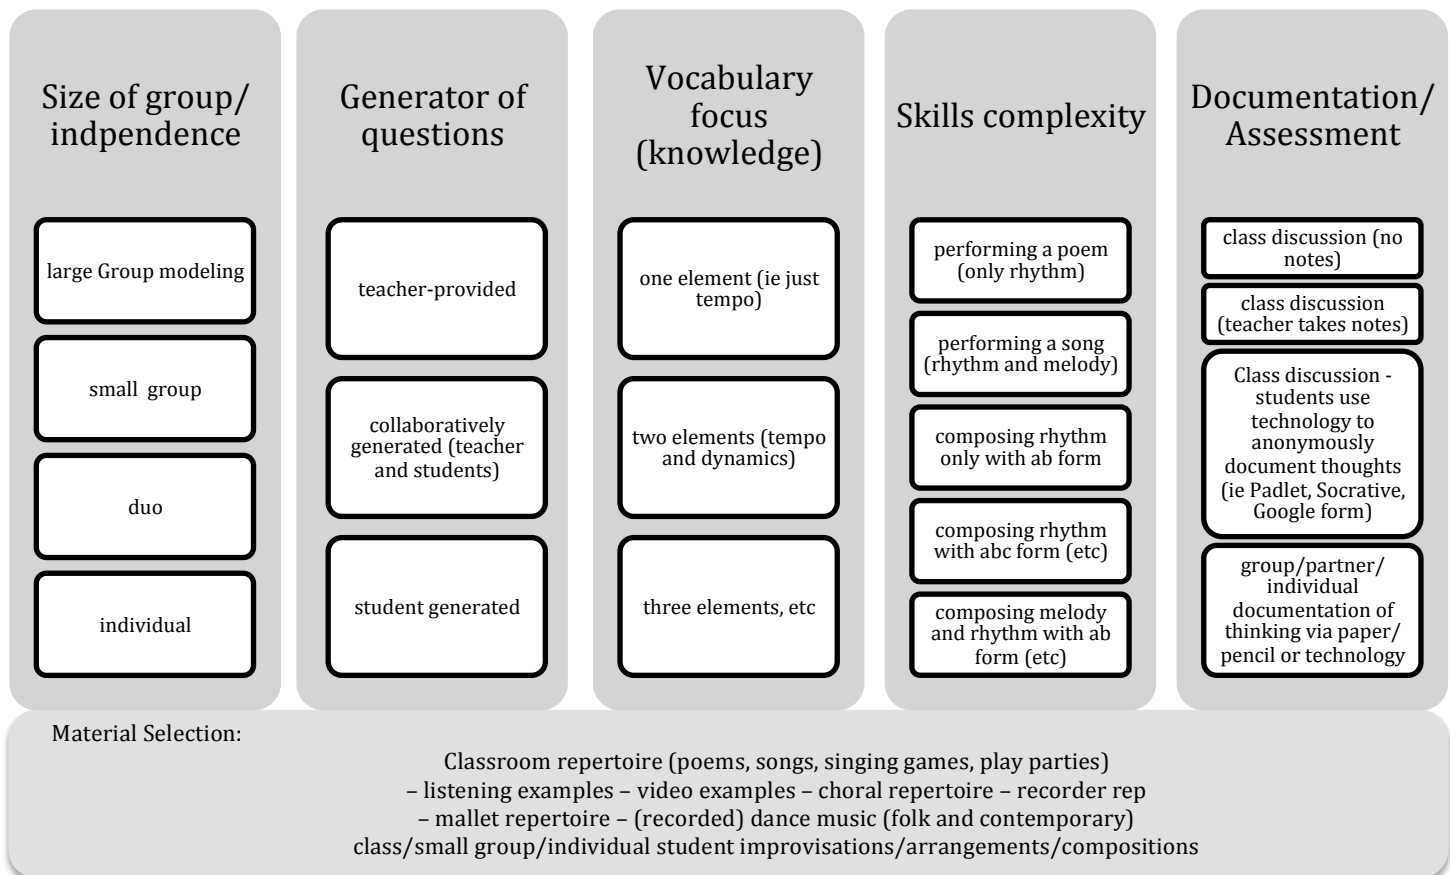 Size of group/
indpendence
large Group modeling
small  group
duo
individual
Generator of
questions
teacher-provided
collaboratively
generated (teacher
and students)
student generated
Vocabulary
focus
(knowledge)
one element (ie just
tempo)
two elements (tempo
and dynamics)
three elements, etc
Skills complexity
performing a poem
(only rhythm)
performing a song
(rhythm and melody)
composing rhythm
only with ab form
composing rhythm
with abc form (etc)
composing melody
and rhythm with ab
form (etc)
Documentation/
Assessment
class discussion (no
notes)
class discussion
(teacher takes notes)
Class discussion -
students use
technology to
anonymously
document thoughts
(ie Padlet, Socrative,
Google form)
group/partner/
individual
documentation of
thinking via paper/
pencil or technology
Material Selection:
Classroom repertoire (poems, songs, singing games, play parties)
– listening examples – video examples – choral repertoire – recorder rep
– mallet repertoire – (recorded) dance music (folk and contemporary)
class/small group/individual student improvisations/arrangements/compositions